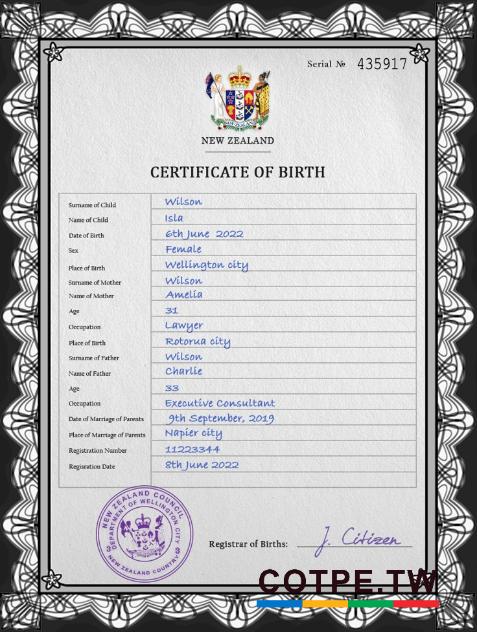 Serial № 435917
NEW ZEALAND
CERTIFICATE OF BIRTH
Surname of Child Wilson
Name of Child Isla
Date of Birth 6th June 2022
Sex Female
Place of Birth Wellington city
Surname of Mother Wilson
Name of Mother Amelia
Age 31
Occupation Lawyer
Place of Birth Rotorua city
Surname of Father Wilson
Name of Father Charlie
Age 33
Occupation Executive Consultant
Date of Marriage of Parents 9th September, 2019
Place of Marriage of Parents Napier city
Registration Number 11223344
Regisration Date 8th June 2022
NEW ZEALAND COUNCIL
DEPARTMENT OF WELLINGTON CITY
NEW ZEALAND COUNTRY
Registrar of Births: J. Citizen
COTPE.TW